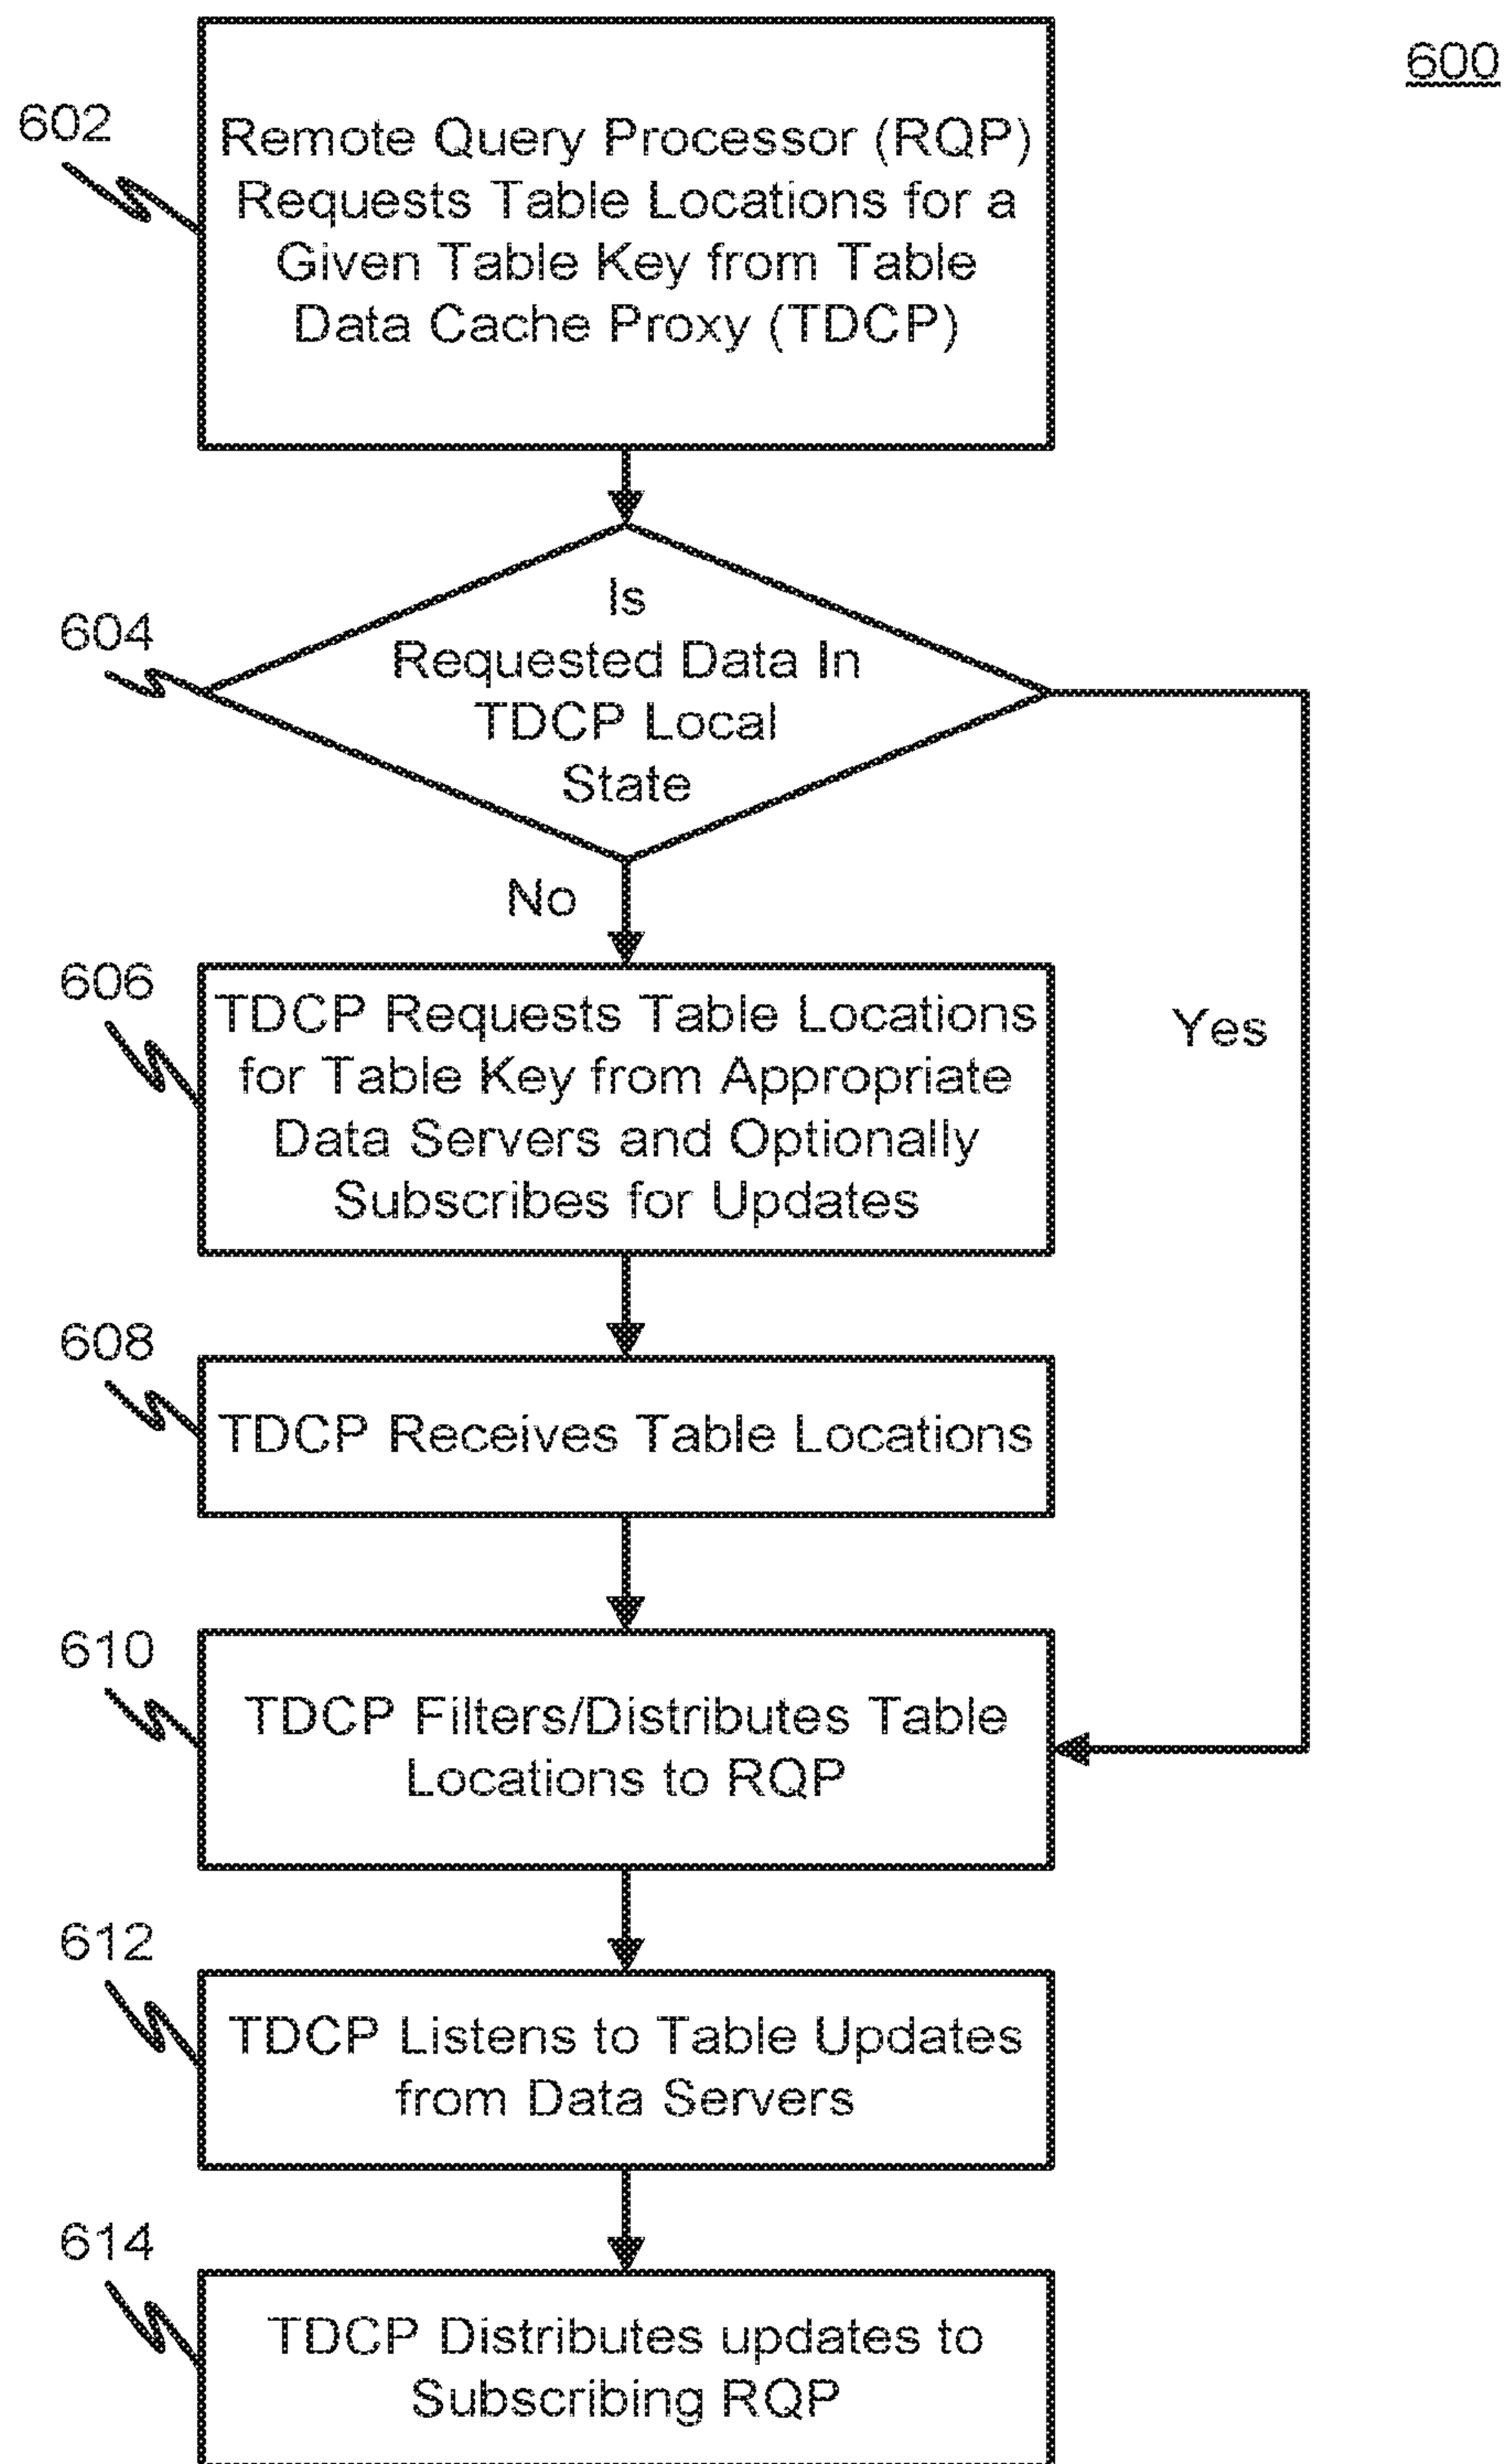 600
602
Remote Query Processor (RQP)
Requests Table Locations for a
Given Table Key from Table
Data Cache Proxy (TDCP)
604
Is
Requested Data In
TDCP Local
State
No
Yes
606
TDCP Requests Table Locations
for Table Key from Appropriate
Data Servers and Optionally
Subscribes for Updates
608
TDCP Receives Table Locations
610
TDCP Filters/Distributes Table
Locations to RQP
612
TDCP Listens to Table Updates
from Data Servers
614
TDCP Distributes updates to
Subscribing RQP